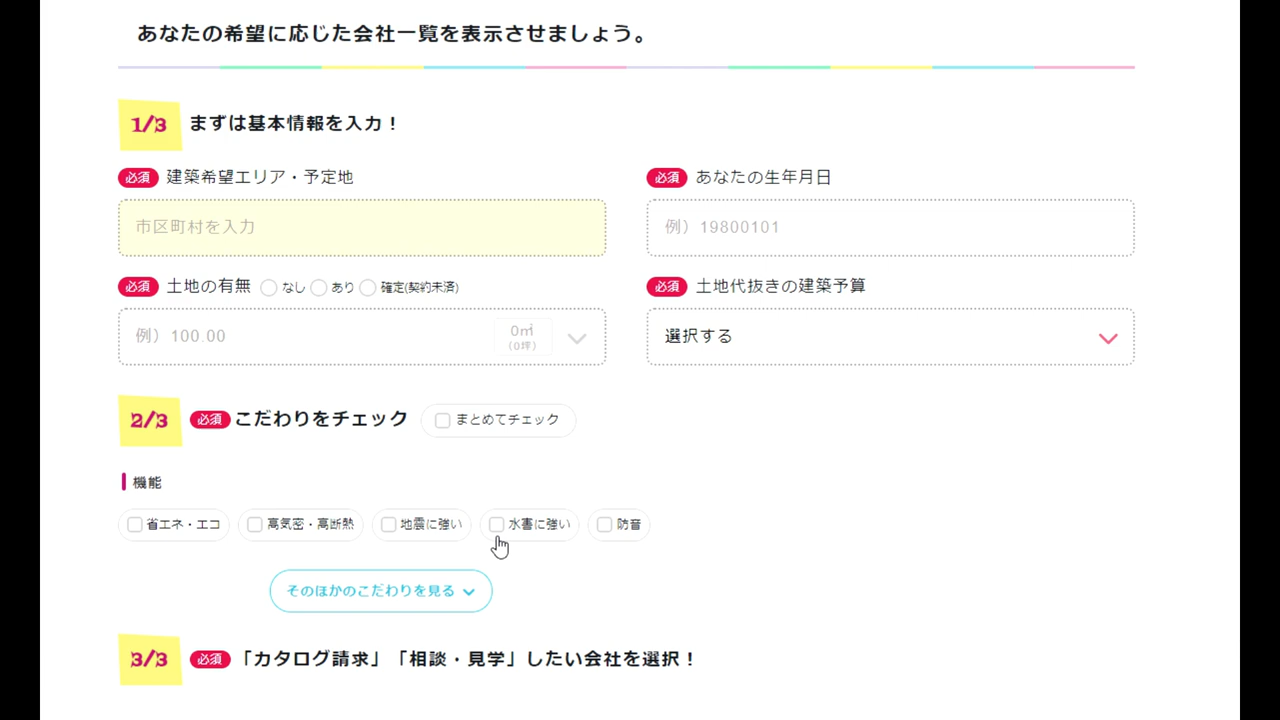 あなたの希望に応じた会社一覧を表示させましょう。
1/3 まずは基本情報を入力！
必須 建築希望エリア・予定地
市区町村を入力
必須 あなたの生年月日
例）19800101
必須 土地の有無 なし あり 確定(契約未済)
例）100.00 0㎡
（0坪）
必須 土地代抜きの建築予算
選択する
2/3 必須 こだわりをチェック まとめてチェック
機能
省エネ・エコ 高気密・高断熱 地震に強い 水害に強い 防音
そのほかのこだわりを見る
3/3 必須 「カタログ請求」「相談・見学」したい会社を選択！